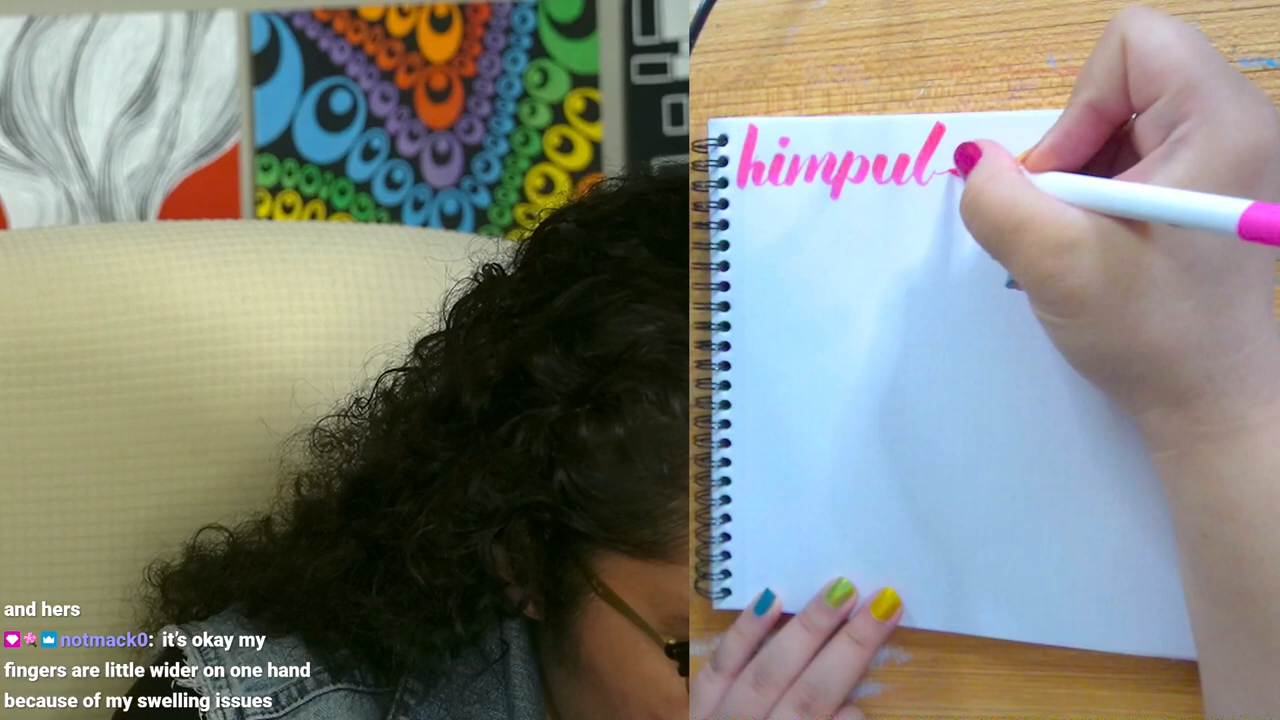 himpul
and hers
notmack0: it's okay my
fingers are little wider on one hand
because of my swelling issues